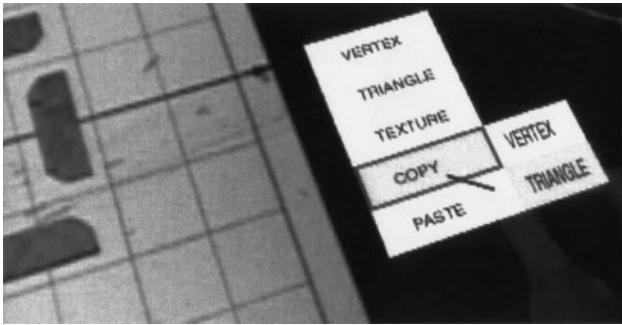 VERTEX
TRIANGLE
TEXTURE
COPY
PASTE
VERTEX
TRIANGLE